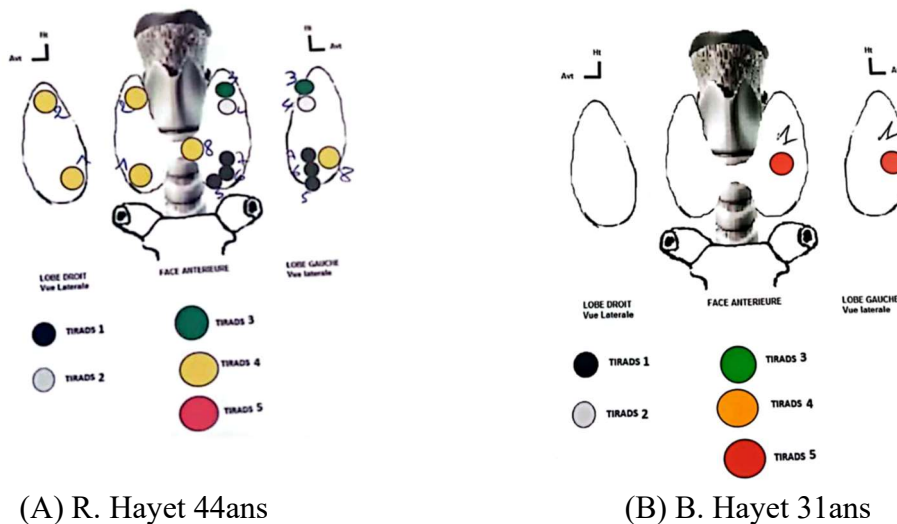 Ht
Avt
2
2
3
4
3
4
1
1
8
7
6
5
7
6
5
8
LOBE DROIT
Vue Laterale
FACE ANTERIEURE
LOBE GAUCHE
Vue laterale
TIRADS 1
TIRADS 2
TIRADS 3
TIRADS 4
TIRADS 5
(A) R. Hayet 44ans
Ht
Avt
Ht
1
1
LOBE DROIT
Vue Laterale
FACE ANTERIEURE
LOBE GAUCHE
Vue laterale
TIRADS 1
TIRADS 2
TIRADS 3
TIRADS 4
TIRADS 5
(B) B. Hayet 31ans